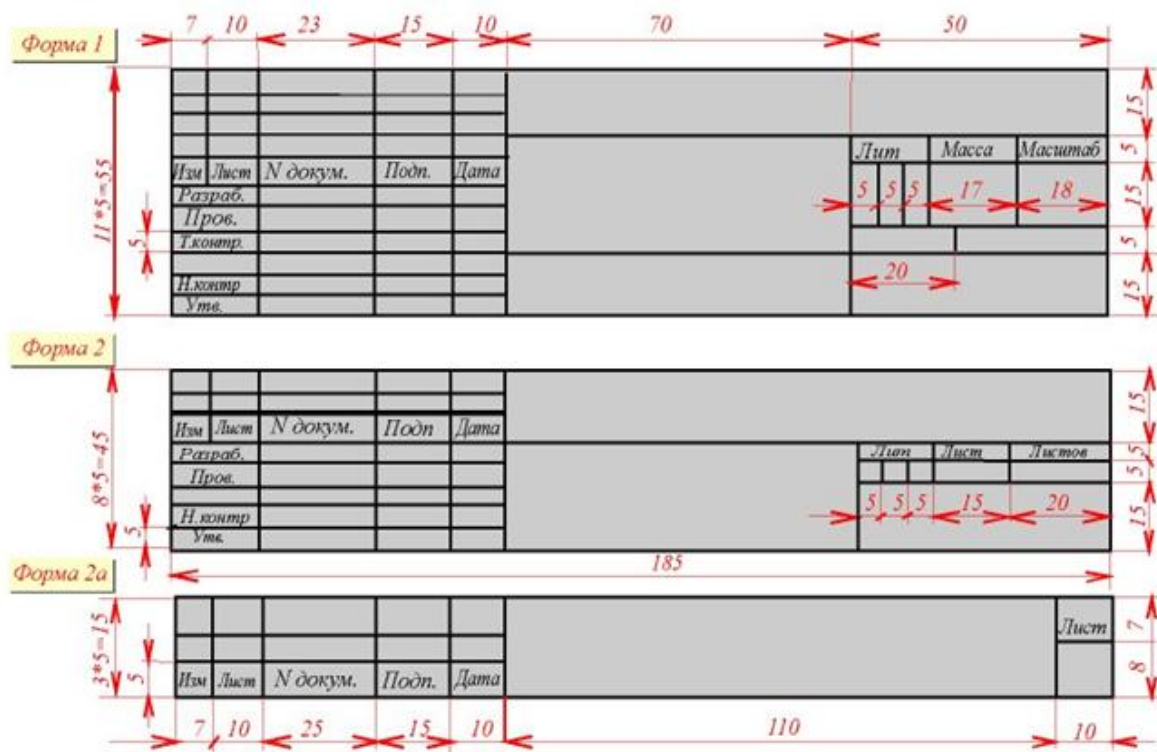 7 10 23 15 10 70 50
Форма 1
15
Лит Масса Масштаб 5
Изм Лист N докум. Подп. Дата
5 5 5 17 18 15
Разраб.
Пров.
11*5=55
5 Т.контр. 5
20
Н.контр 15
Утв.
Форма 2
15
Изм Лист N докум. Подп Дата
Разраб. Лит Лист Листов 5
Пров. 5
8*5=45
5 5 5 15 20
Н.контр 15
5 Утв.
185
Форма 2а
3*5=15
Лист 7
5 Изм Лист N докум. Подп. Дата 8
7 10 25 15 10 110 10